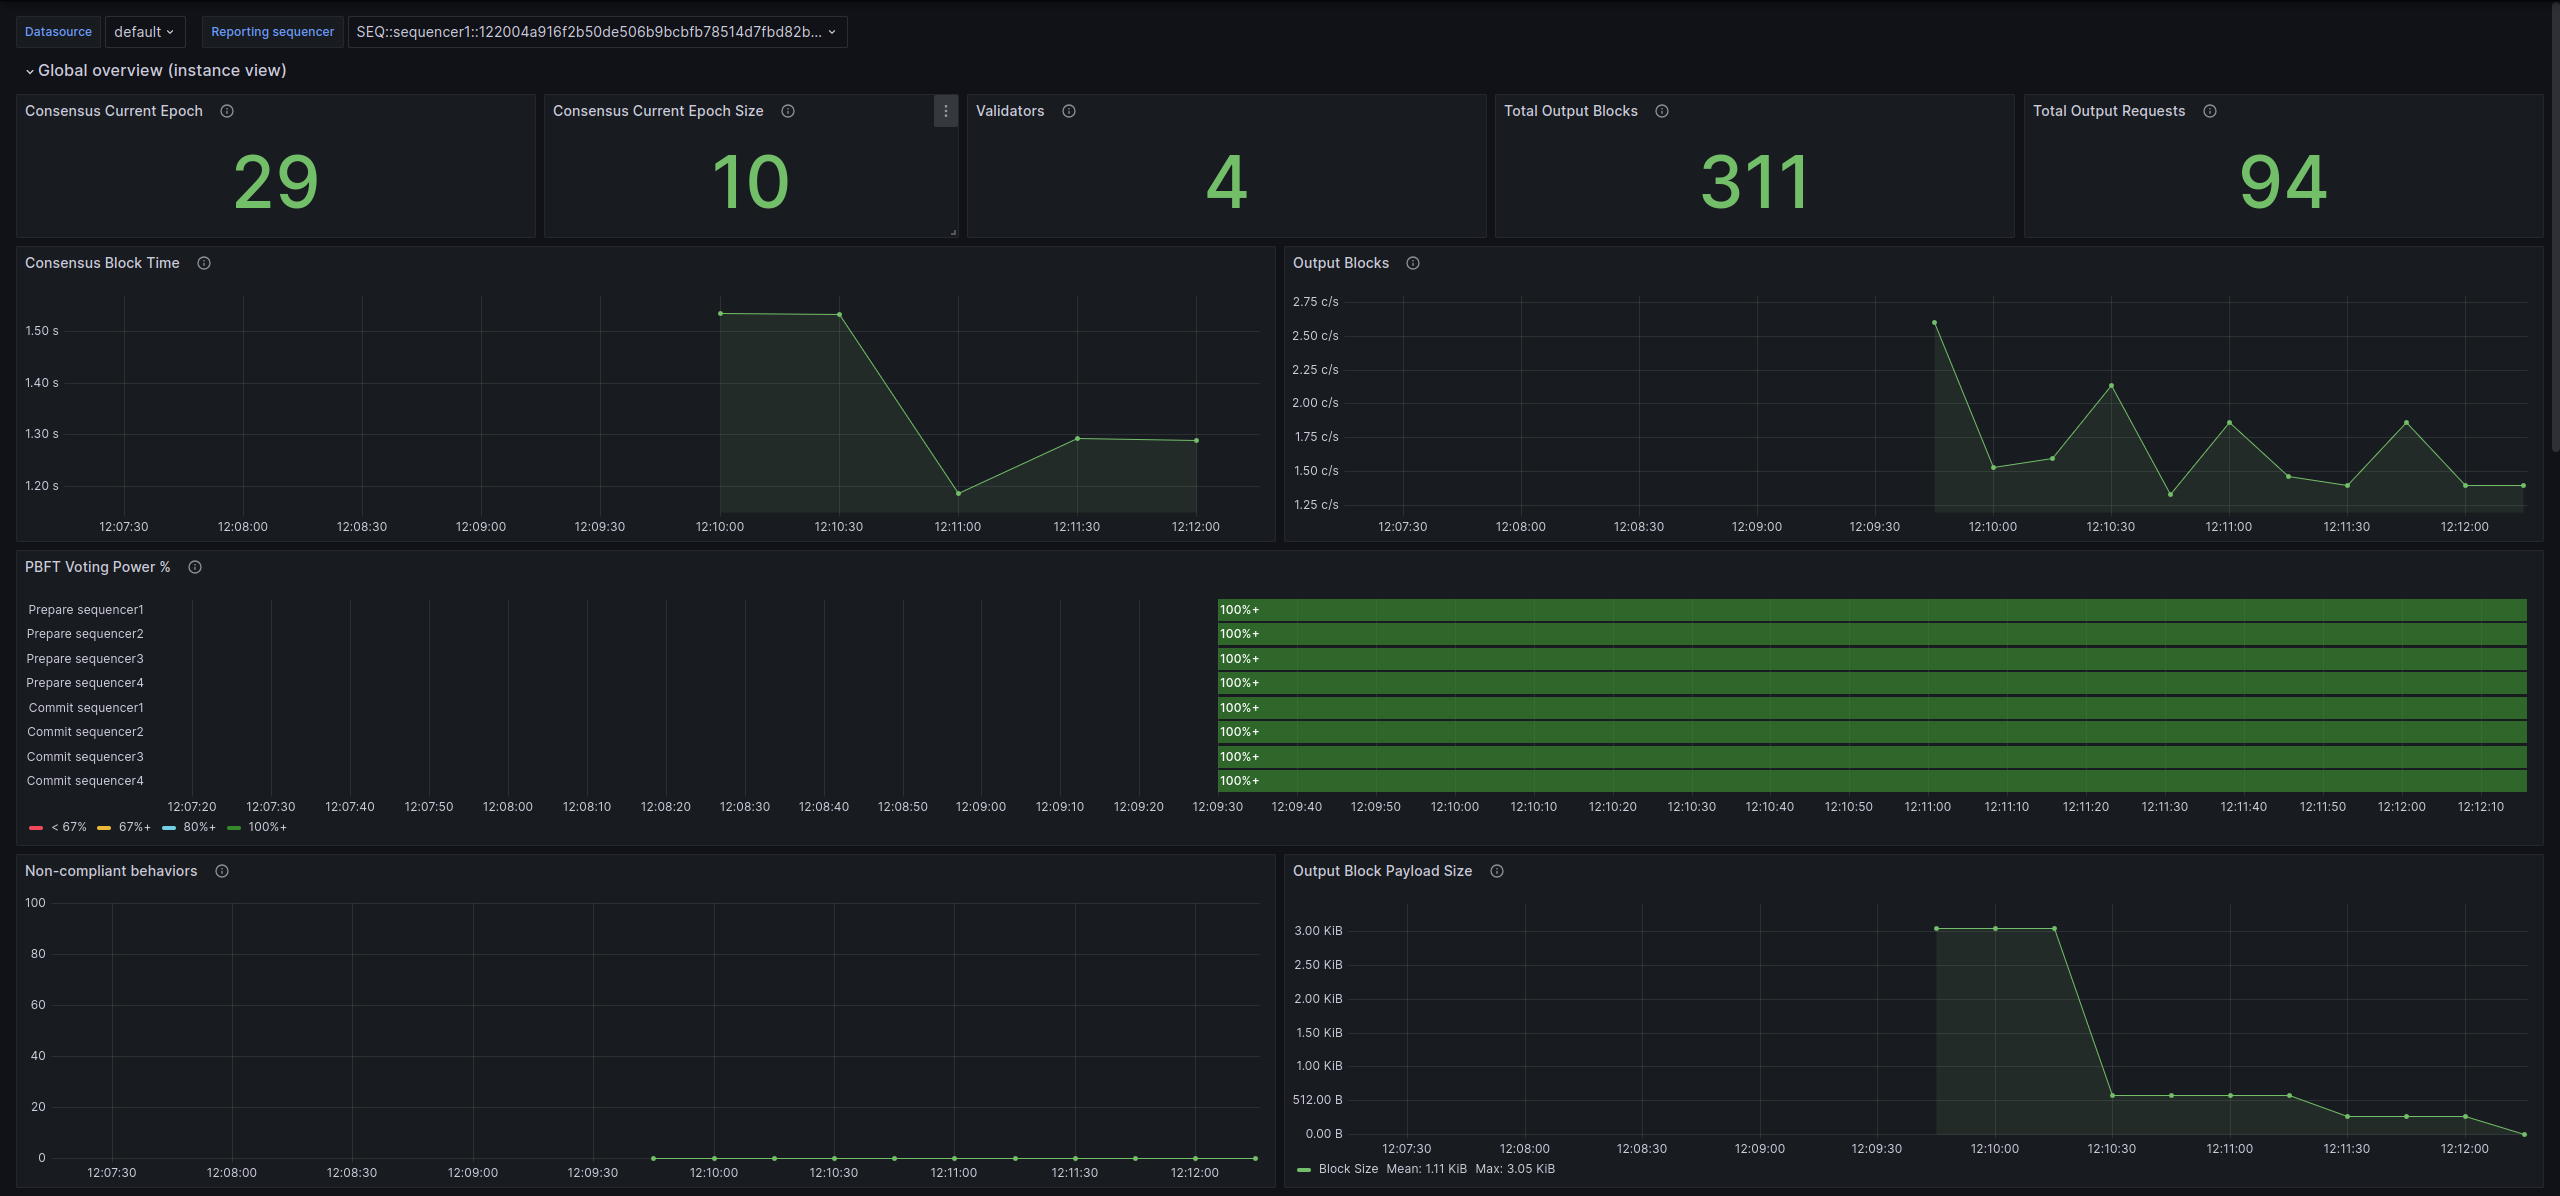 Datasource default Reporting sequencer SEQ::sequencer1::122004a916f2b50de506b9bcbfb78514d7fbd82b...
Global overview (instance view)
Consensus Current Epoch
29
Consensus Current Epoch Size
10
Validators
4
Total Output Blocks
311
Total Output Requests
94
Consensus Block Time
1.50 s
1.40 s
1.30 s
1.20 s
12:07:30 12:08:00 12:08:30 12:09:00 12:09:30 12:10:00 12:10:30 12:11:00 12:11:30 12:12:00
Output Blocks
2.75 c/s
2.50 c/s
2.25 c/s
2.00 c/s
1.75 c/s
1.50 c/s
1.25 c/s
12:07:30 12:08:00 12:08:30 12:09:00 12:09:30 12:10:00 12:10:30 12:11:00 12:11:30 12:12:00
PBFT Voting Power %
Prepare sequencer1 100%+
Prepare sequencer2 100%+
Prepare sequencer3 100%+
Prepare sequencer4 100%+
Commit sequencer1 100%+
Commit sequencer2 100%+
Commit sequencer3 100%+
Commit sequencer4 100%+
12:07:20 12:07:30 12:07:40 12:07:50 12:08:00 12:08:10 12:08:20 12:08:30 12:08:40 12:08:50 12:09:00 12:09:10 12:09:20 12:09:30 12:09:40 12:09:50 12:10:00 12:10:10 12:10:20 12:10:30 12:10:40 12:10:50 12:11:00 12:11:10 12:11:20 12:11:30 12:11:40 12:11:50 12:12:00 12:12:10
< 67% 67%+ 80%+ 100%+
Non-compliant behaviors
100
80
60
40
20
0
12:07:30 12:08:00 12:08:30 12:09:00 12:09:30 12:10:00 12:10:30 12:11:00 12:11:30 12:12:00
Output Block Payload Size
3.00 KiB
2.50 KiB
2.00 KiB
1.50 KiB
1.00 KiB
512.00 B
0.00 B
12:07:30 12:08:00 12:08:30 12:09:00 12:09:30 12:10:00 12:10:30 12:11:00 12:11:30 12:12:00
Block Size Mean: 1.11 KiB Max: 3.05 KiB